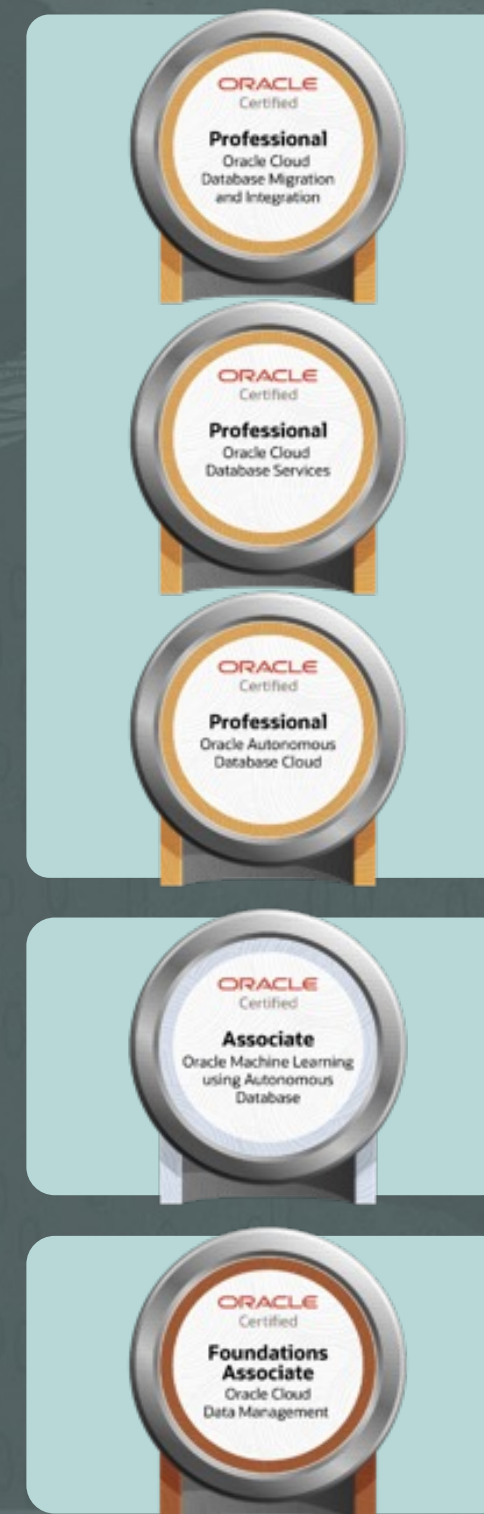 ORACLE
Certified
Professional
Oracle Cloud
Database Migration
and Integration
ORACLE
Certified
Professional
Oracle Cloud
Database Services
ORACLE
Certified
Professional
Oracle Autonomous
Database Cloud
ORACLE
Certified
Associate
Oracle Machine Learning
using Autonomous
Database
ORACLE
Certified
Foundations
Associate
Oracle Cloud
Data Management